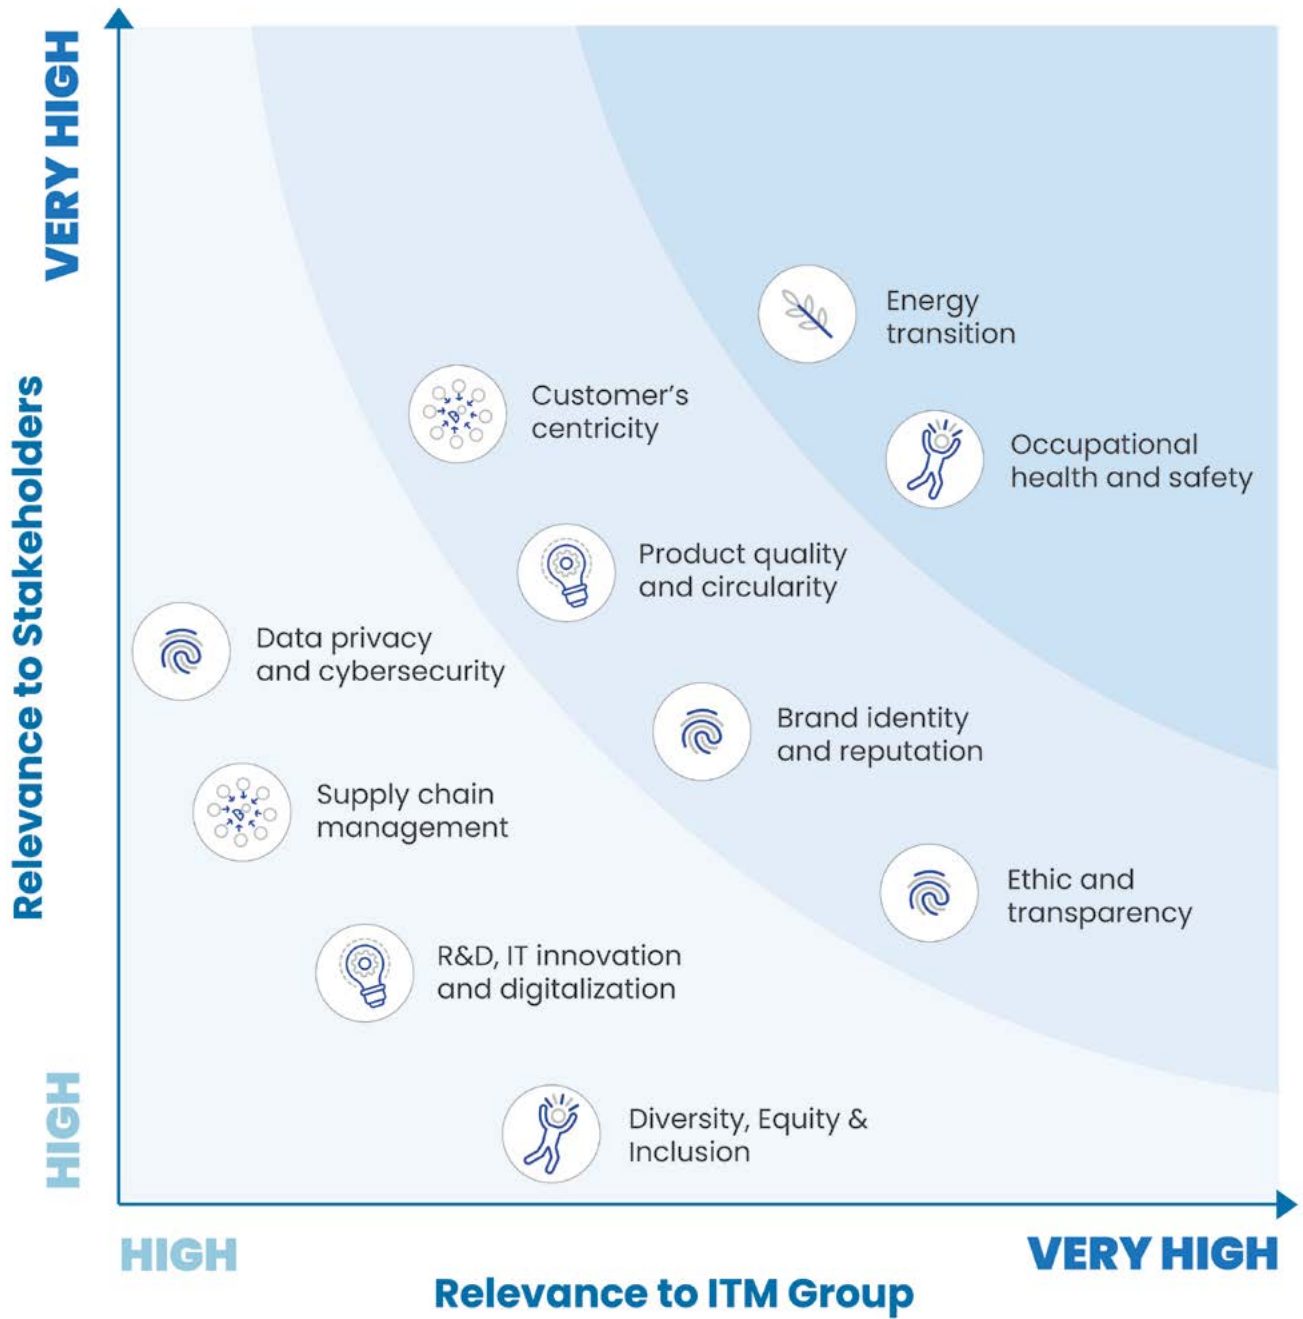 VERY HIGH
Relevance to Stakeholders
HIGH
Energy
transition
Customer's
centricity
Occupational
health and safety
Product quality
and circularity
Data privacy
and cybersecurity
Brand identity
and reputation
Supply chain
management
Ethic and
transparency
R&D, IT innovation
and digitalization
Diversity, Equity &
Inclusion
HIGH
VERY HIGH
Relevance to ITM Group